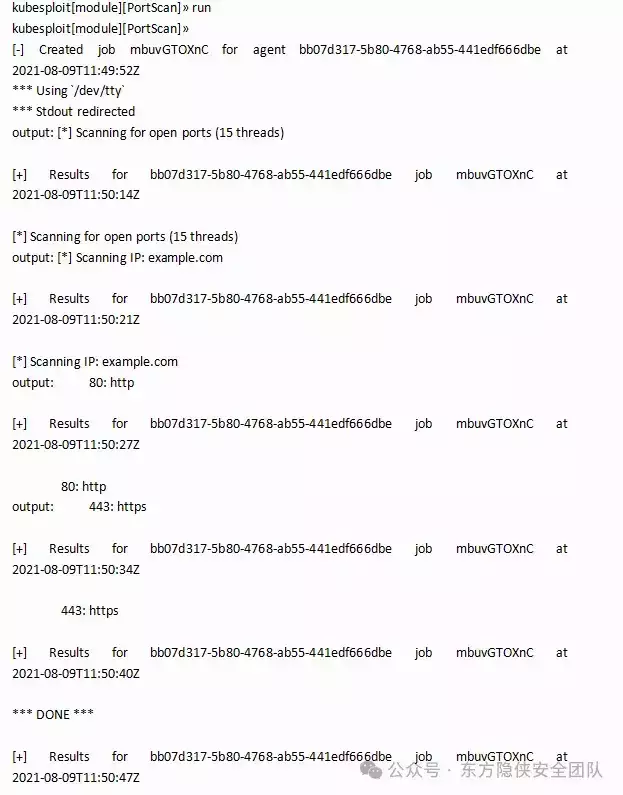 kubesploit[module][PortScan]» run
kubesploit[module][PortScan]»
[-] Created job mbuvGTOXnC for agent bb07d317-5b80-4768-ab55-441edf666dbe at
2021-08-09T11:49:52Z
*** Using `/dev/tty`
*** Stdout redirected
output: [*] Scanning for open ports (15 threads)
[+] Results for bb07d317-5b80-4768-ab55-441edf666dbe job mbuvGTOXnC at
2021-08-09T11:50:14Z
[*] Scanning for open ports (15 threads)
output: [*] Scanning IP: example.com
[+] Results for bb07d317-5b80-4768-ab55-441edf666dbe job mbuvGTOXnC at
2021-08-09T11:50:21Z
[*] Scanning IP: example.com
output: 80: http
[+] Results for bb07d317-5b80-4768-ab55-441edf666dbe job mbuvGTOXnC at
2021-08-09T11:50:27Z
80: http
output: 443: https
[+] Results for bb07d317-5b80-4768-ab55-441edf666dbe job mbuvGTOXnC at
2021-08-09T11:50:34Z
443: https
[+] Results for bb07d317-5b80-4768-ab55-441edf666dbe job mbuvGTOXnC at
2021-08-09T11:50:40Z
*** DONE ***
[+] Results for bb07d317-5b80-4768-ab55-441edf666dbe job mbuvGTOXnC at
2021-08-09T11:50:47Z
公众号 · 东方隐侠安全团队